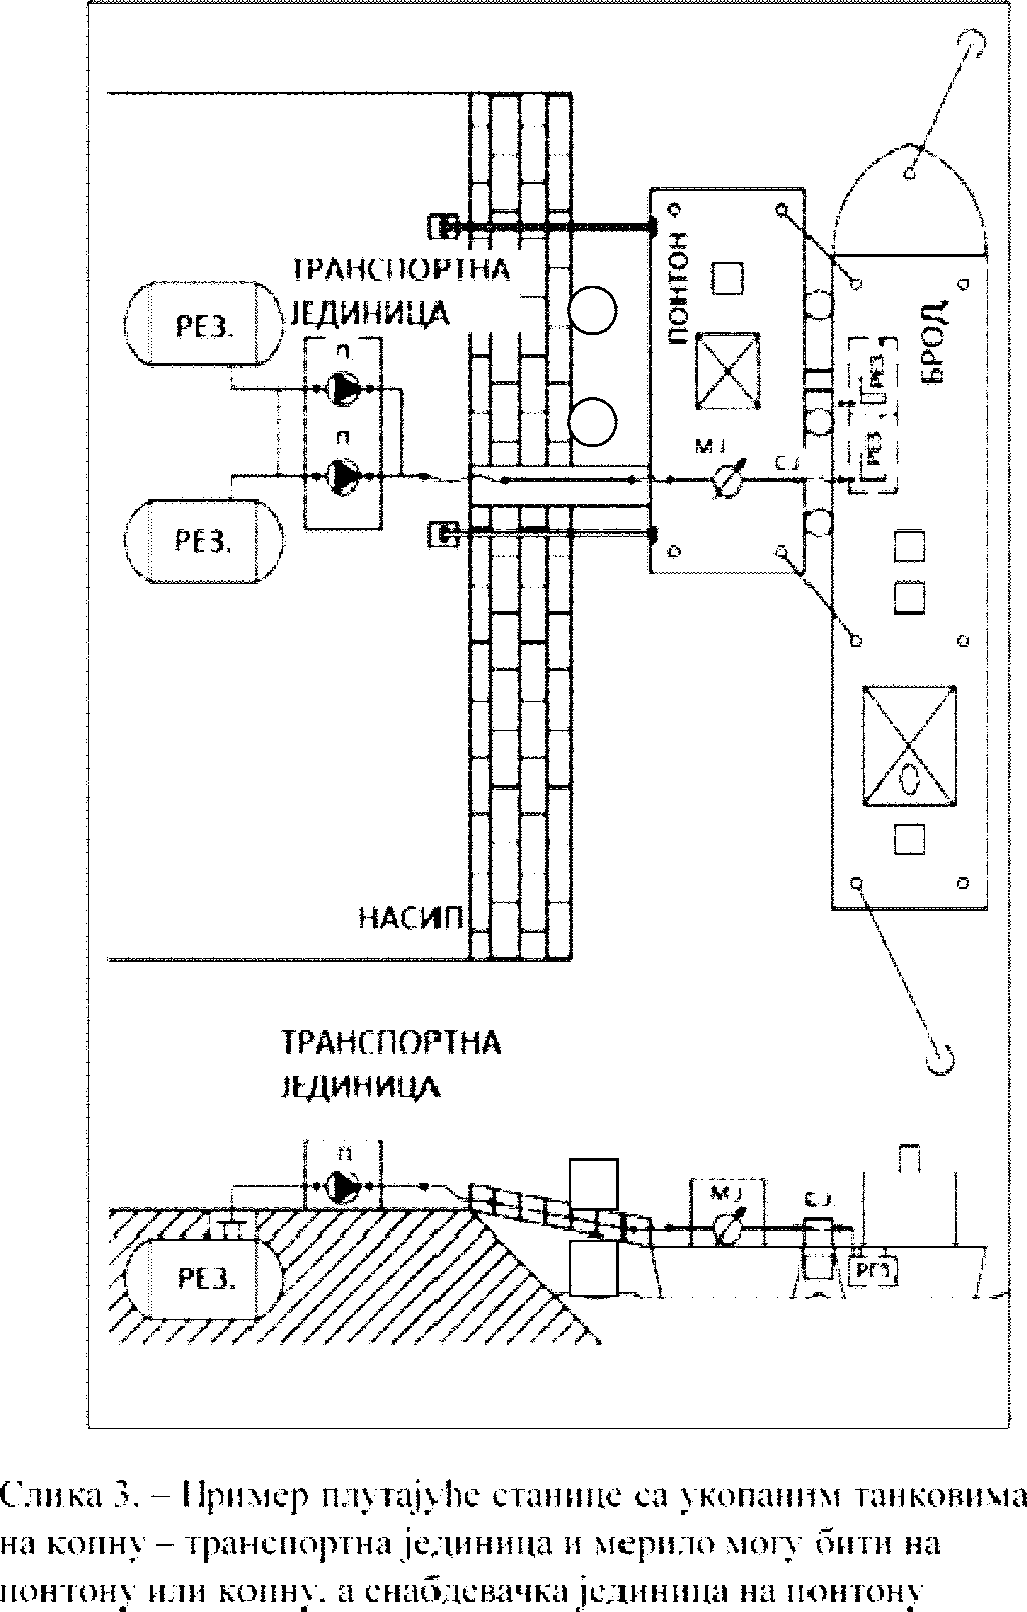 ТРАНСПОРТНА
ЈЕДИНИЦА
РЕЗ.
П
П
РЕЗ.
ПОНТОН
БРОД
РЕЗ
РЕЗ
МЈ
СЈ
НАСИП
ТРАНСПОРТНА
ЈЕДИНИЦА
П
РЕЗ.
МЈ
СЈ
РЕЗ
Слика 3. – Пример плутајуће станице са укопаним танковима
на копну – транспортна јединица и мерило могу бити на
понтону или копну, а снабдевачка јединица на понтону